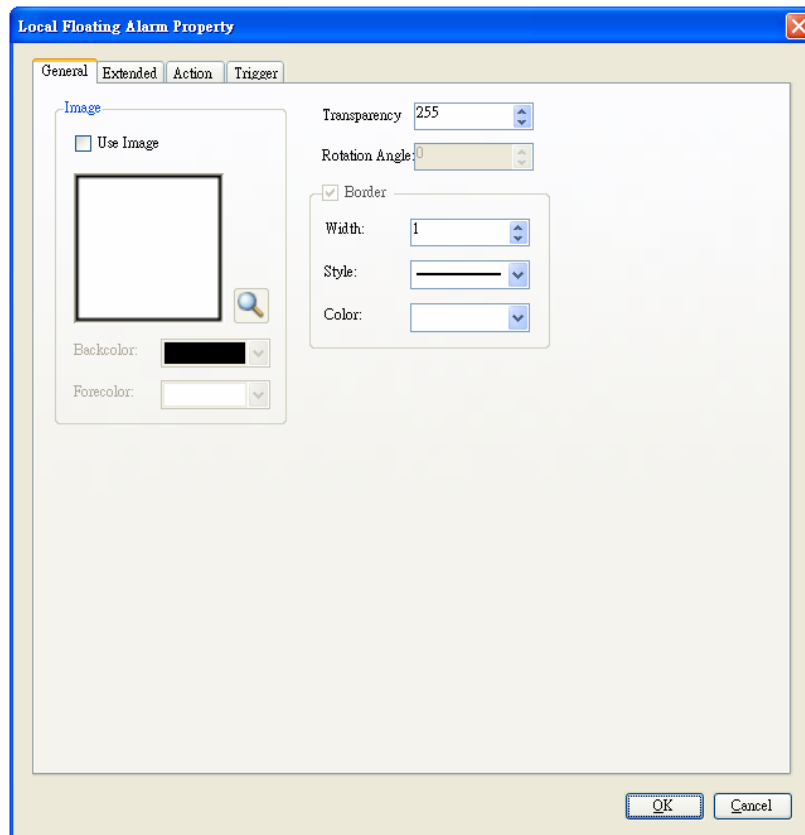 Local Floating Alarm Property
General Extended Action Trigger
Image
Use Image
Backcolor:
Forecolor:
Transparency 255
Rotation Angle: 0
Border
Width: 1
Style:
Color:
OK Cancel